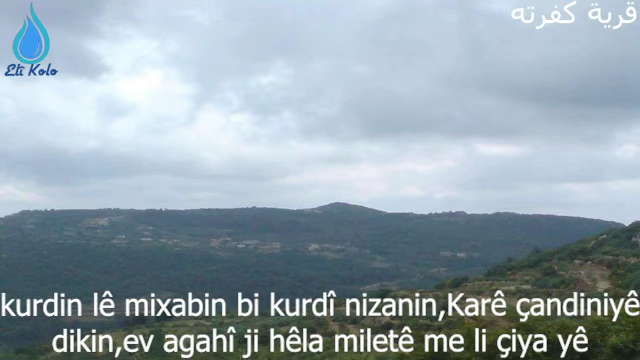 قرية كفرته
Elî Kolo
kurdin lê mixabin bi kurdî nizanin,Karê çandiniyê
dikin,ev agahî ji hêla miletê me li çiya yê